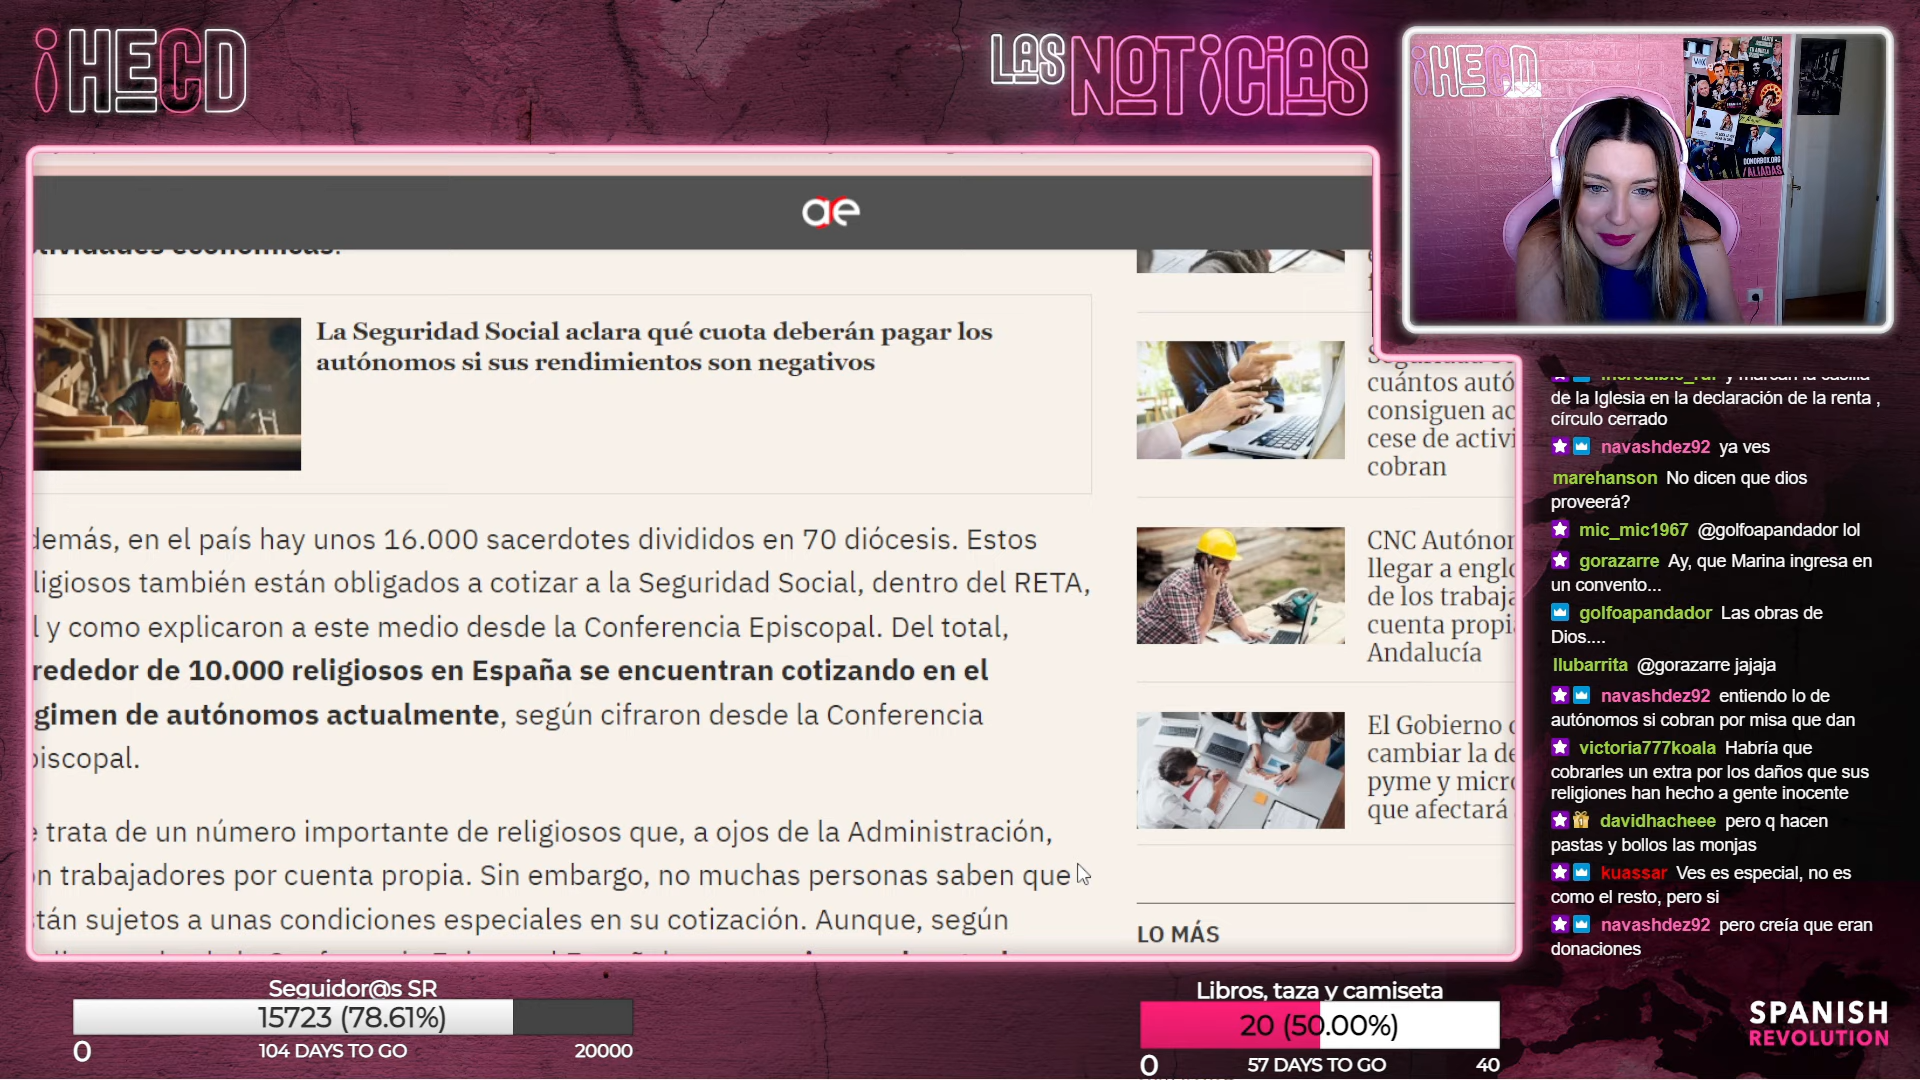 ¡HECD
LAS NOTICIAS
¡HECD
DONORBOX.ORG
/ALIADAS
ae
tividades económicas.
La Seguridad Social aclara qué cuota deberán pagar los
autónomos si sus rendimientos son negativos
demás, en el país hay unos 16.000 sacerdotes divididos en 70 diócesis. Estos
ligiosos también están obligados a cotizar a la Seguridad Social, dentro del RETA,
l y como explicaron a este medio desde la Conferencia Episcopal. Del total,
rededor de 10.000 religiosos en España se encuentran cotizando en el
gimen de autónomos actualmente, según cifraron desde la Conferencia
piscopal.
e trata de un número importante de religiosos que, a ojos de la Administración,
n trabajadores por cuenta propia. Sin embargo, no muchas personas saben que
tán sujetos a unas condiciones especiales en su cotización. Aunque, según
cuántos autó
consiguen ac
cese de activi
cobran
CNC Autónor
llegar a englo
de los trabaja
cuenta propi
Andalucía
El Gobierno
cambiar la de
pyme y micr
que afectará
LO MÁS
y marcan la casilla
de la Iglesia en la declaración de la renta ,
círculo cerrado
navashdez92 ya ves
marehanson No dicen que dios
proveerá?
mic_mic1967 @golfoapandador lol
gorazarre Ay, que Marina ingresa en
un convento...
golfoapandador Las obras de
Dios....
llubarrita @gorazarre jajaja
navashdez92 entiendo lo de
autónomos si cobran por misa que dan
victoria777koala Habría que
cobrarles un extra por los daños que sus
religiones han hecho a gente inocente
davidhacheee pero q hacen
pastas y bollos las monjas
kuassar Ves es especial, no es
como el resto, pero si
navashdez92 pero creía que eran
donaciones
Seguidor@s SR
15723 (78.61%)
0 104 DAYS TO GO 20000
Libros, taza y camiseta
20 (50.00%)
0 57 DAYS TO GO 40
SPANISH
REVOLUTION